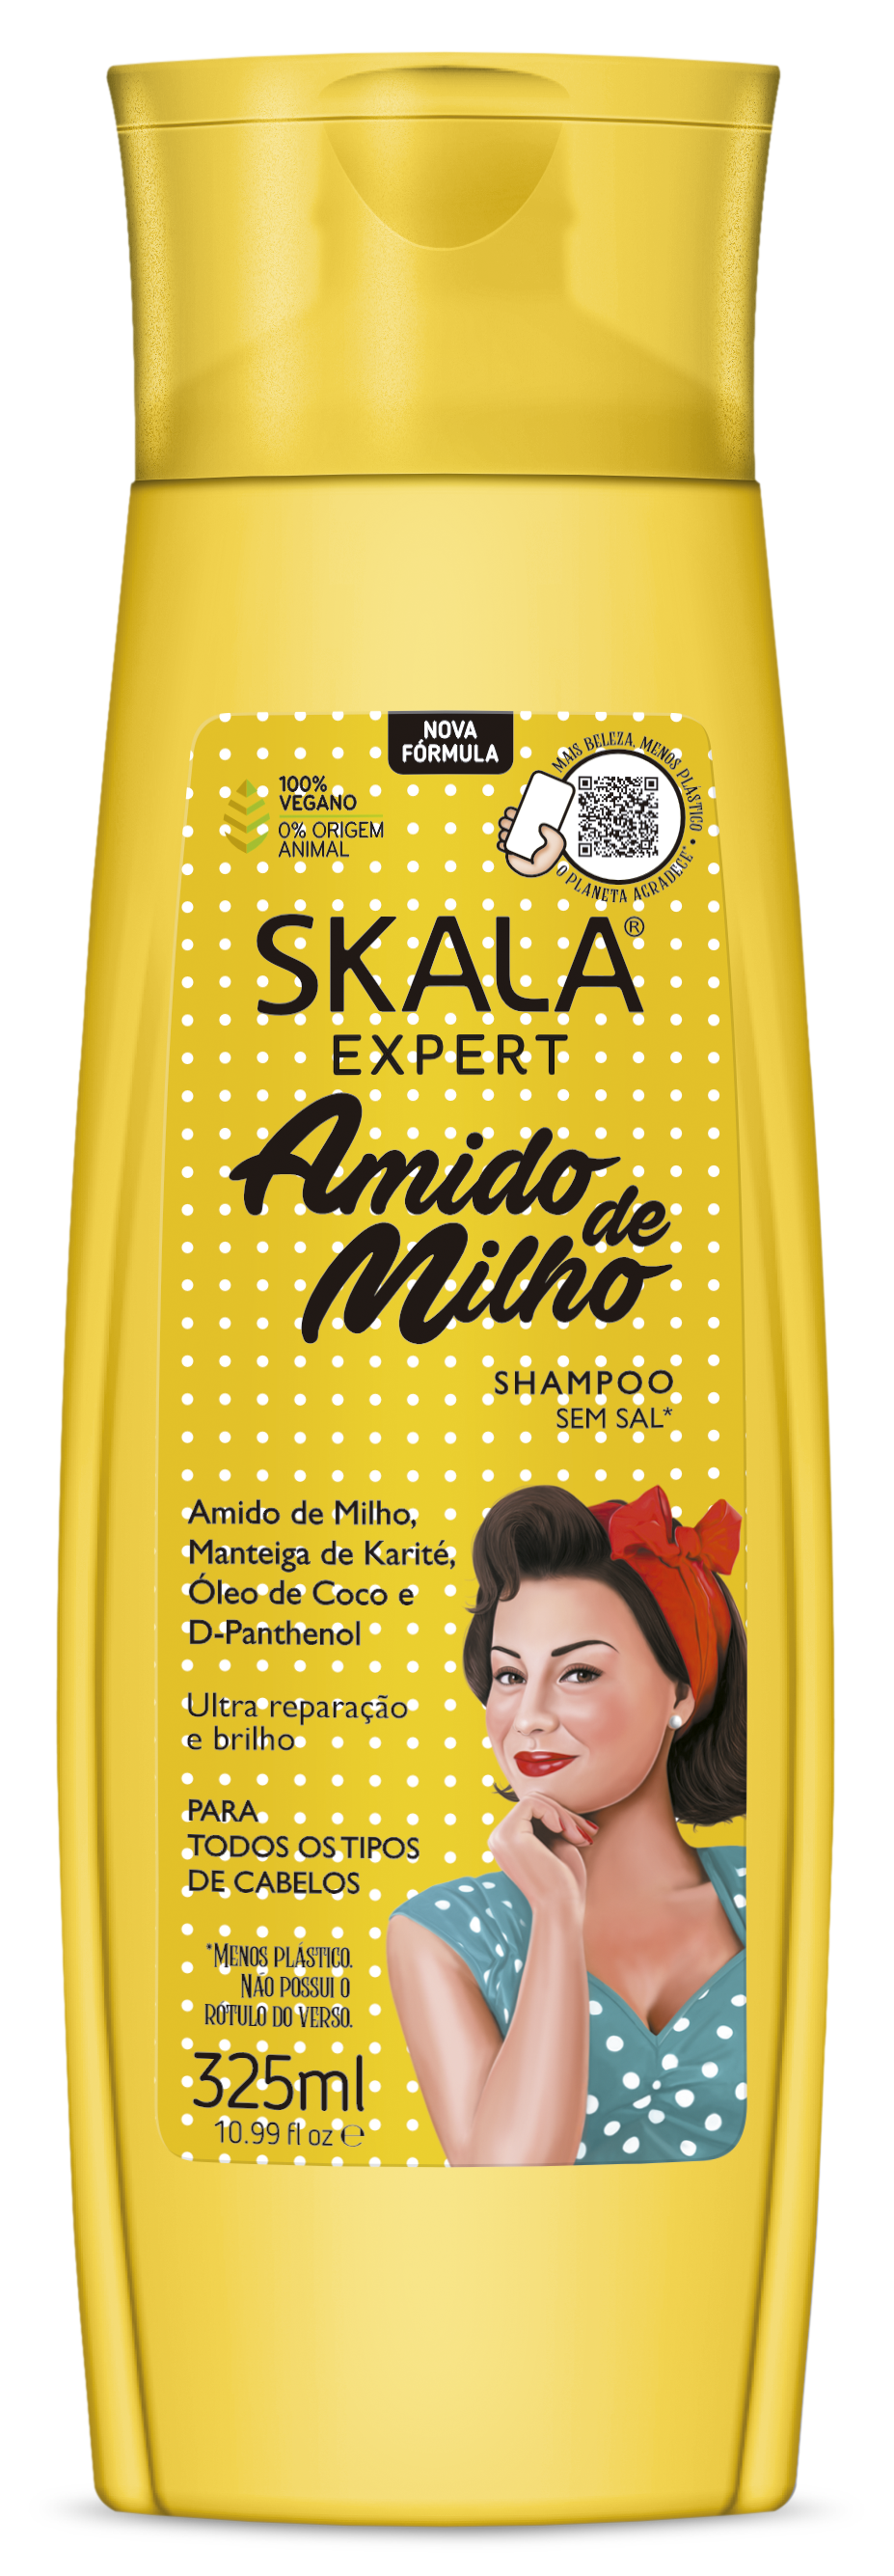 NOVA
FÓRMULA
100%
VEGANO
0% ORIGEM
ANIMAL
MAIS BELEZA, MENOS PLÁSTICO •
O PLANETA AGRADECE*
SKALA®
EXPERT
Amido de
Milho
SHAMPOO
SEM SAL*
Amido de Milho,
Manteiga de Karité,
Óleo de Coco e
D-Panthenol
Ultra reparação
e brilho
PARA
TODOS OS TIPOS
DE CABELOS
*MENOS PLÁSTICO.
NÃO POSSUI O
RÓTULO DO VERSO.
325ml
10.99 fl oz ℮